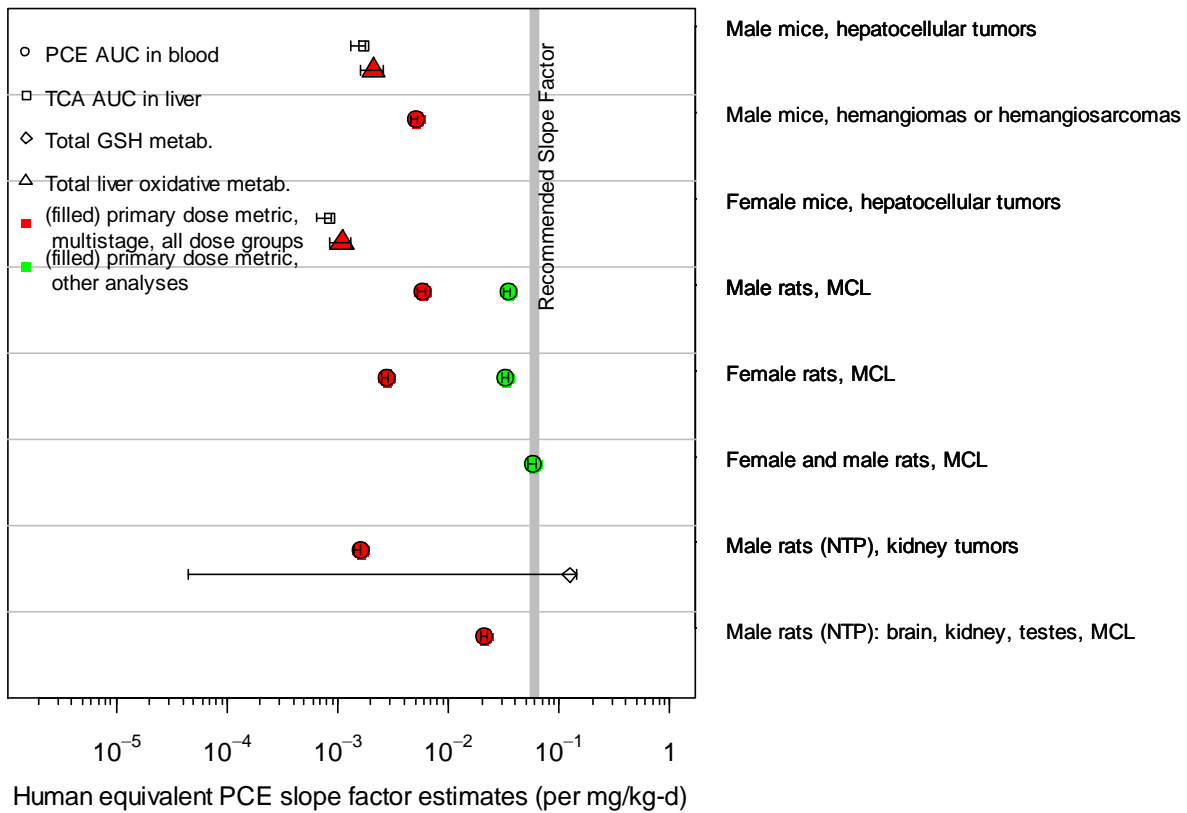 Male mice, hepatocellular tumors
PCE AUC in blood
TCA AUC in liver
Male mice, hemangiomas or hemangiosarcomas
Total GSH metab.
Total liver oxidative metab.
Female mice, hepatocellular tumors
(filled) primary dose metric,
multistage, all dose groups
(filled) primary dose metric,
other analyses
Recommended Slope Factor
Male rats, MCL
Female rats, MCL
Female and male rats, MCL
Male rats (NTP), kidney tumors
Male rats (NTP): brain, kidney, testes, MCL
10⁻⁵ 10⁻⁴ 10⁻³ 10⁻² 10⁻¹ 1
Human equivalent PCE slope factor estimates (per mg/kg-d)